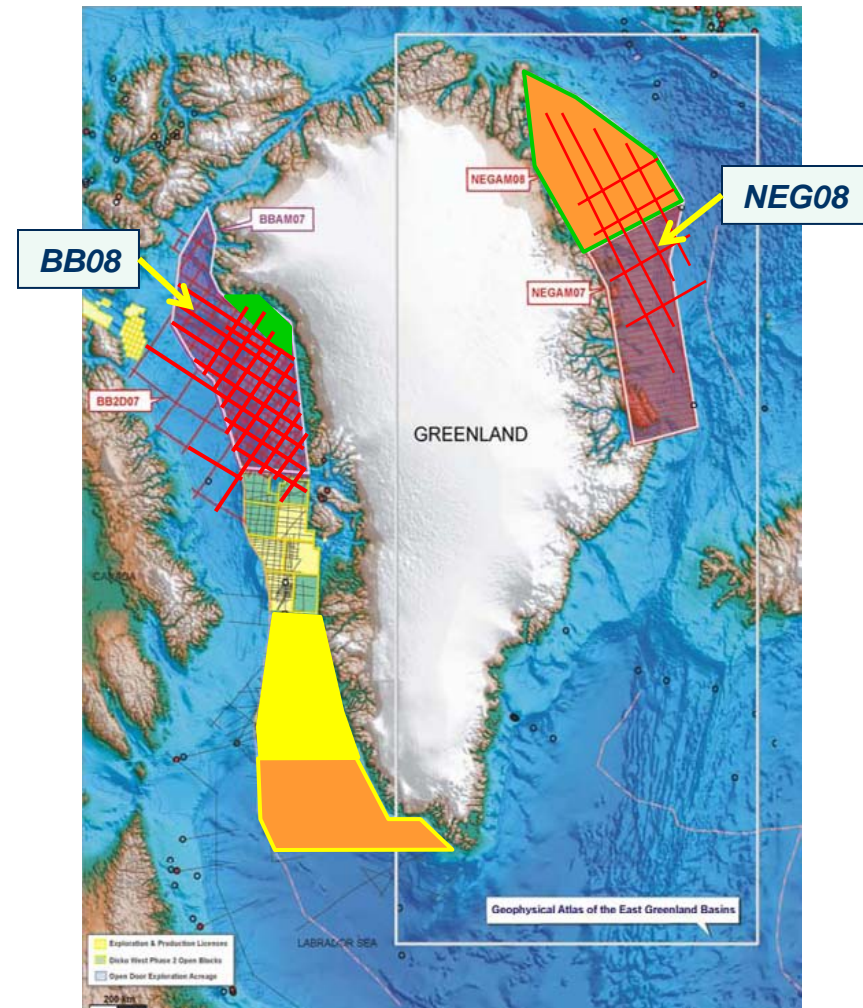 NEGAM08
NEG08
BBAM07
BB08
NEGAM07
BB2D07
GREENLAND
CANADA
Geophysical Atlas of the East Greenland Basins
LABRADOR SEA
Exploration & Production Licenses
Disko West Phase 2 Open Blocks
Open Door Exploration Acreage
200 km